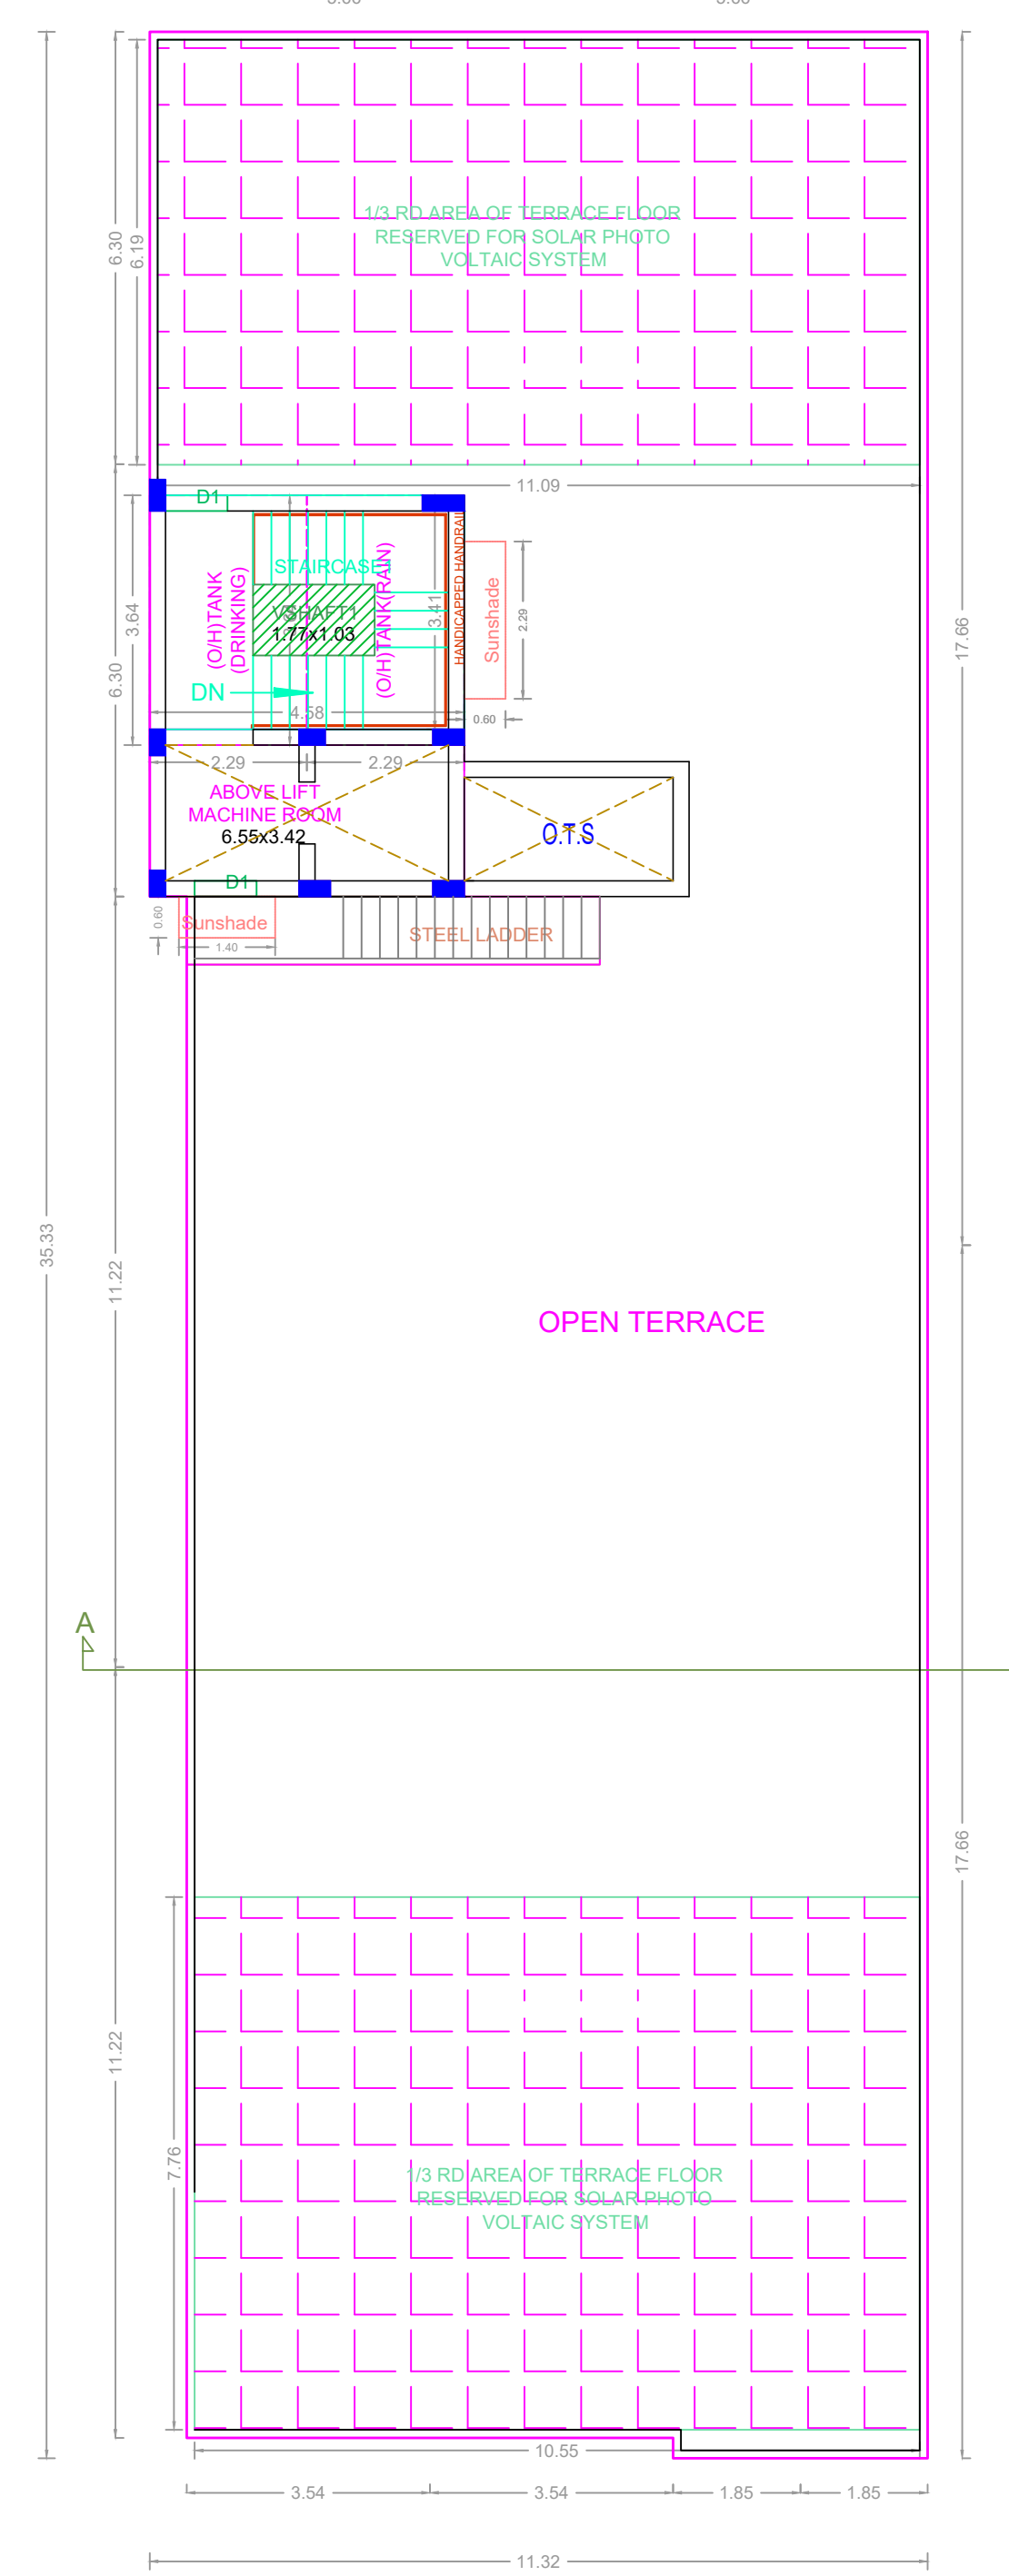 1/3 RD AREA OF TERRACE FLOOR
RESERVED FOR SOLAR PHOTO
VOLTAIC SYSTEM
6.30
6.19
11.09
D1
STAIRCASE
(O/H)TANK
(DRINKING)
(O/H)TANK(RAIN)
HANDICAPPED HANDRAIL
Sunshade
2.29
3.64
3.41
1.77x1.03
17.66
6.30
DN
4.58
0.60
2.29
2.29
ABOVE LIFT
MACHINE ROOM
6.55x3.42
O.T.S
D1
0.60
Sunshade
1.40
STEEL LADDER
35.33
11.22
OPEN TERRACE
A
17.66
11.22
7.76
1/3 RD AREA OF TERRACE FLOOR
RESERVED FOR SOLAR PHOTO
VOLTAIC SYSTEM
10.55
3.54
3.54
1.85
1.85
11.32